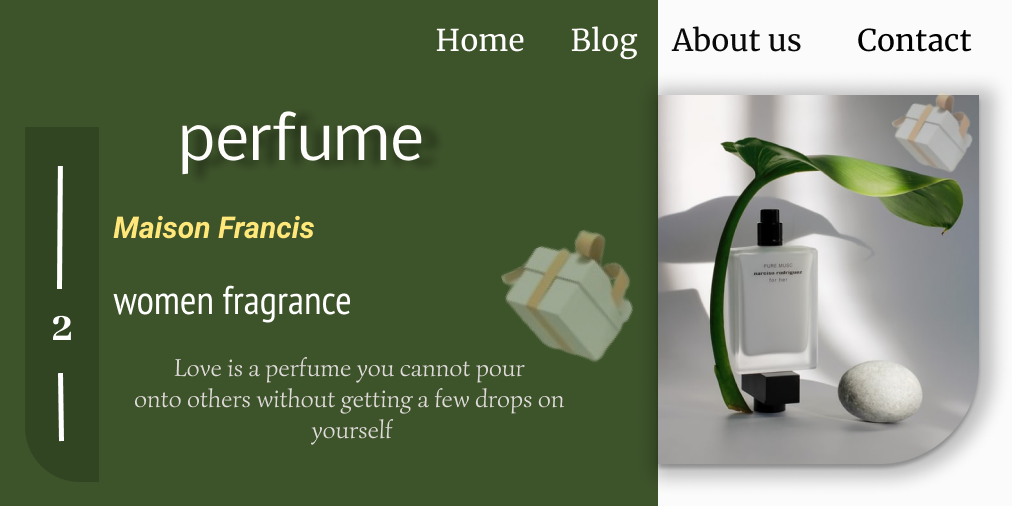 Home Blog About us Contact
perfume
Maison Francis
women fragrance
2
Love is a perfume you cannot pour
onto others without getting a few drops on
yourself
PURE MUSC
narciso rodriguez
for her